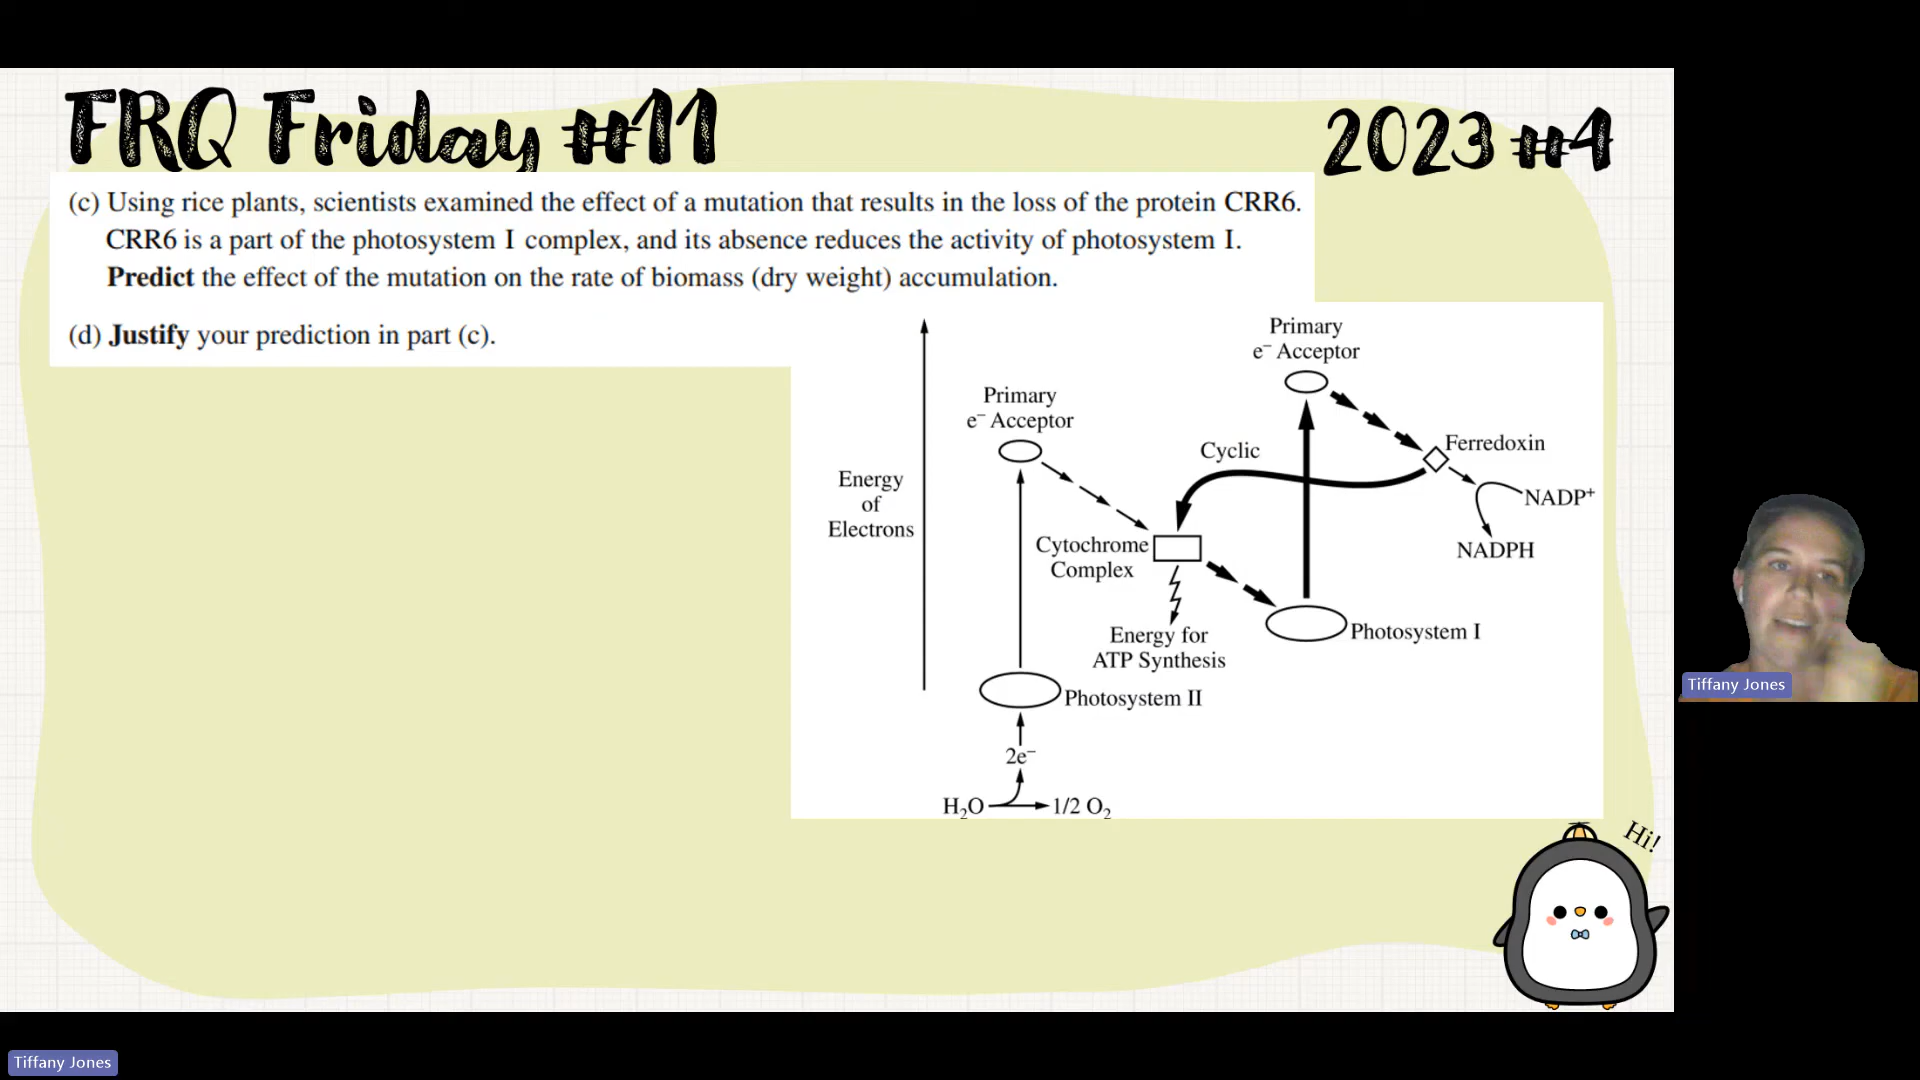 FRQ Friday #11
2023 #4
(c) Using rice plants, scientists examined the effect of a mutation that results in the loss of the protein CRR6.
CRR6 is a part of the photosystem I complex, and its absence reduces the activity of photosystem I.
Predict the effect of the mutation on the rate of biomass (dry weight) accumulation.
(d) Justify your prediction in part (c).
Primary
e⁻ Acceptor
Primary
e⁻ Acceptor
Cyclic
Ferredoxin
Energy
of
Electrons
NADP⁺
Cytochrome
Complex
NADPH
Energy for
ATP Synthesis
Photosystem I
Photosystem II
2e⁻
H₂O
1/2 O₂
Hi!
Tiffany Jones
Tiffany Jones